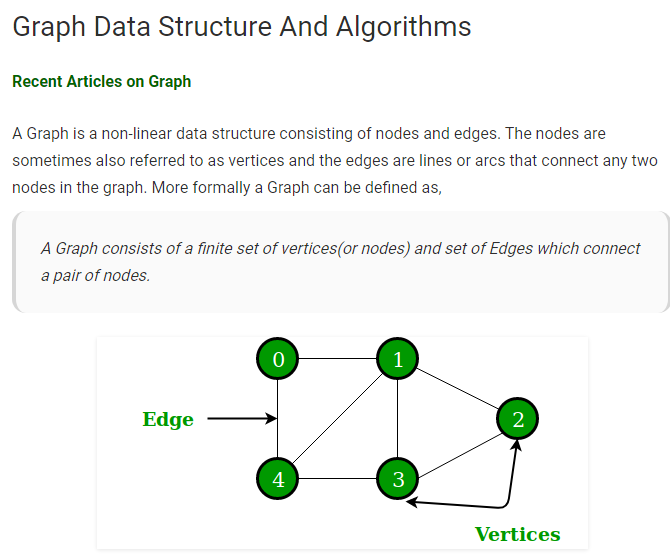 Graph Data Structure And Algorithms
Recent Articles on Graph
A Graph is a non-linear data structure consisting of nodes and edges. The nodes are
sometimes also referred to as vertices and the edges are lines or arcs that connect any two
nodes in the graph. More formally a Graph can be defined as,
A Graph consists of a finite set of vertices(or nodes) and set of Edges which connect
a pair of nodes.
0
1
Edge
2
4
3
Vertices